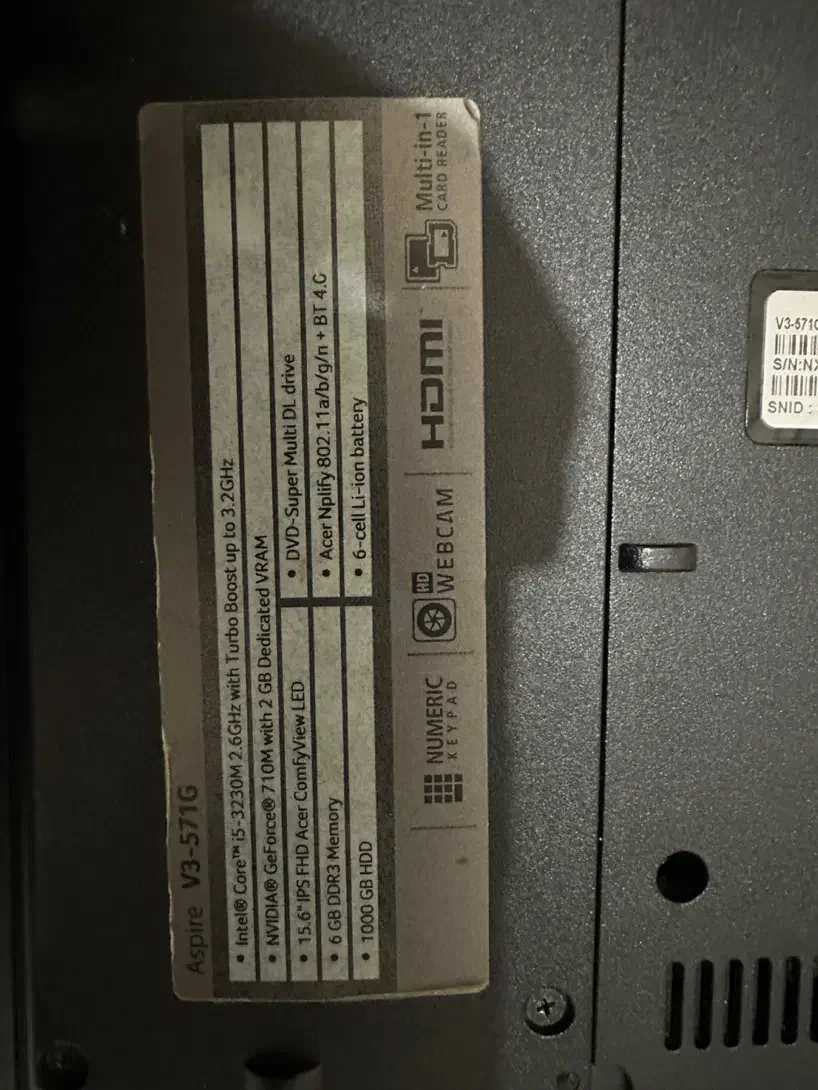 Aspire V3-571G
• Intel® Core™ i5-3230M 2.6GHz with Turbo Boost up to 3.2GHz
• NVIDIA® GeForce® 710M with 2 GB Dedicated VRAM
• 15.6" IPS FHD Acer ComfyView LED
• DVD-Super Multi DL drive
• 6 GB DDR3 Memory
• Acer Nplify 802.11a/b/g/n + BT 4.0
• 1000 GB HDD
• 6-cell Li-ion battery
NUMERIC
KEYPAD
HD
WEBCAM
HDMI™
Multi-in-1
CARD READER
V3-571G
S/N:NX
SNID :